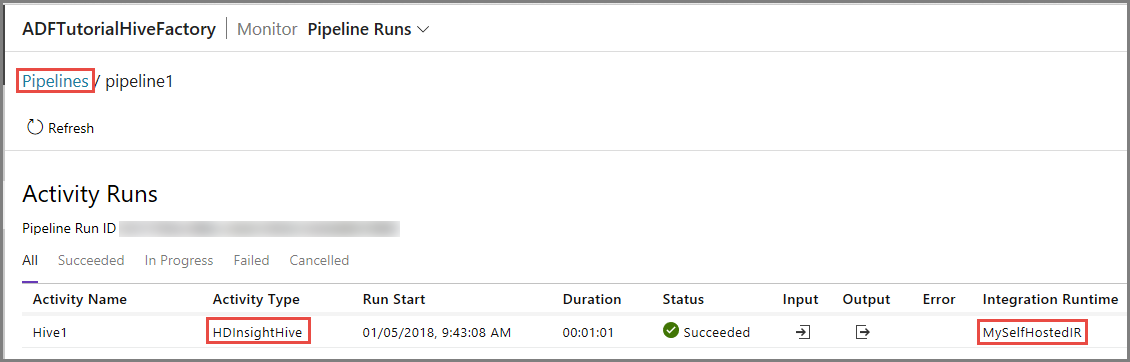 ADFTutorialHiveFactory Monitor Pipeline Runs
Pipelines / pipeline1
Refresh
Activity Runs
Pipeline Run ID
All Succeeded In Progress Failed Cancelled
Activity Name Activity Type Run Start Duration Status Input Output Error Integration Runtime
Hive1 HDInsightHive 01/05/2018, 9:43:08 AM 00:01:01 Succeeded MySelfHostedIR